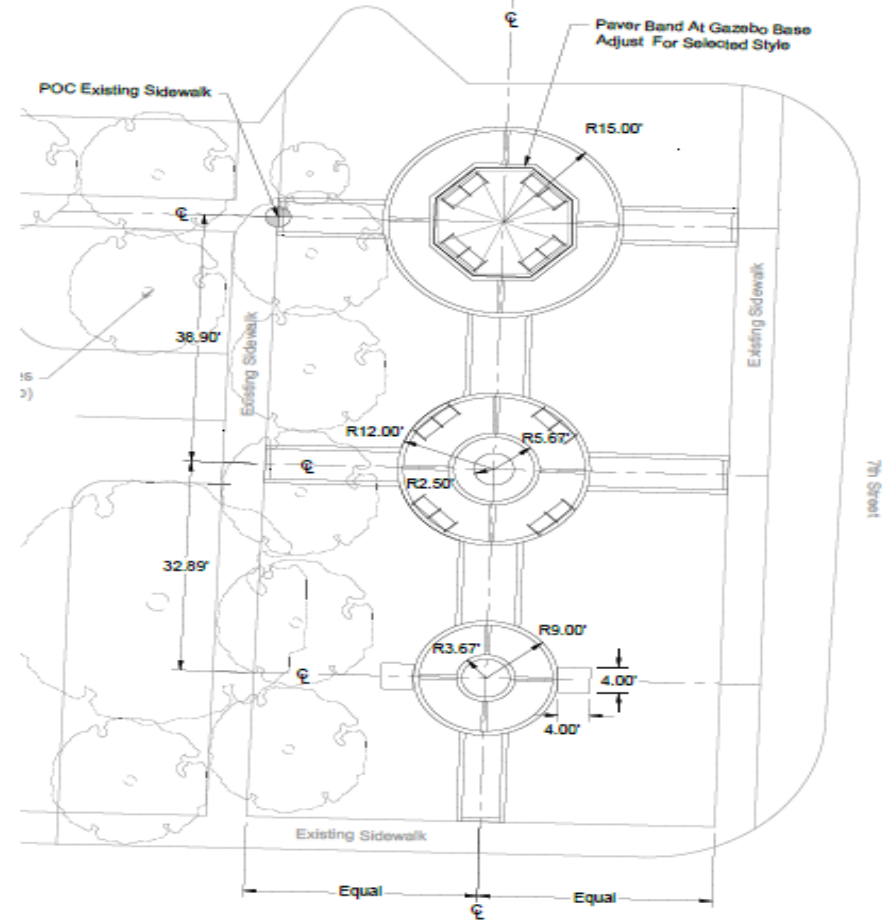 ℄
Paver Band At Gazebo Base
Adjust For Selected Style
POC Existing Sidewalk
R15.00'
℄
38.90'
Existing Sidewalk
Existing Sidewalk
es
o)
R12.00'
R5.67'
℄
R2.50'
7th Street
32.89'
R9.00'
R3.67'
℄
4.00'
4.00'
Existing Sidewalk
Equal
Equal
℄